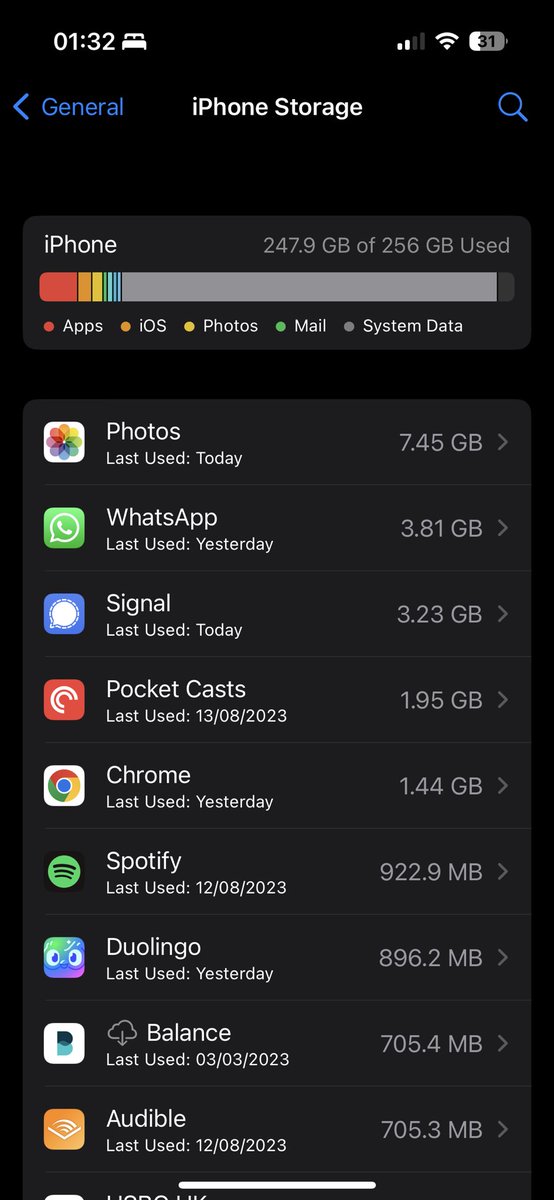 01:32
31
General
iPhone Storage
iPhone
247.9 GB of 256 GB Used
Apps
iOS
Photos
Mail
System Data
Photos
7.45 GB
Last Used: Today
WhatsApp
3.81 GB
Last Used: Yesterday
Signal
3.23 GB
Last Used: Today
Pocket Casts
1.95 GB
Last Used: 13/08/2023
Chrome
1.44 GB
Last Used: Yesterday
Spotify
922.9 MB
Last Used: 12/08/2023
Duolingo
896.2 MB
Last Used: Yesterday
B
Balance
705.4 MB
Last Used: 03/03/2023
Audible
705.3 MB
Last Used: 12/08/2023